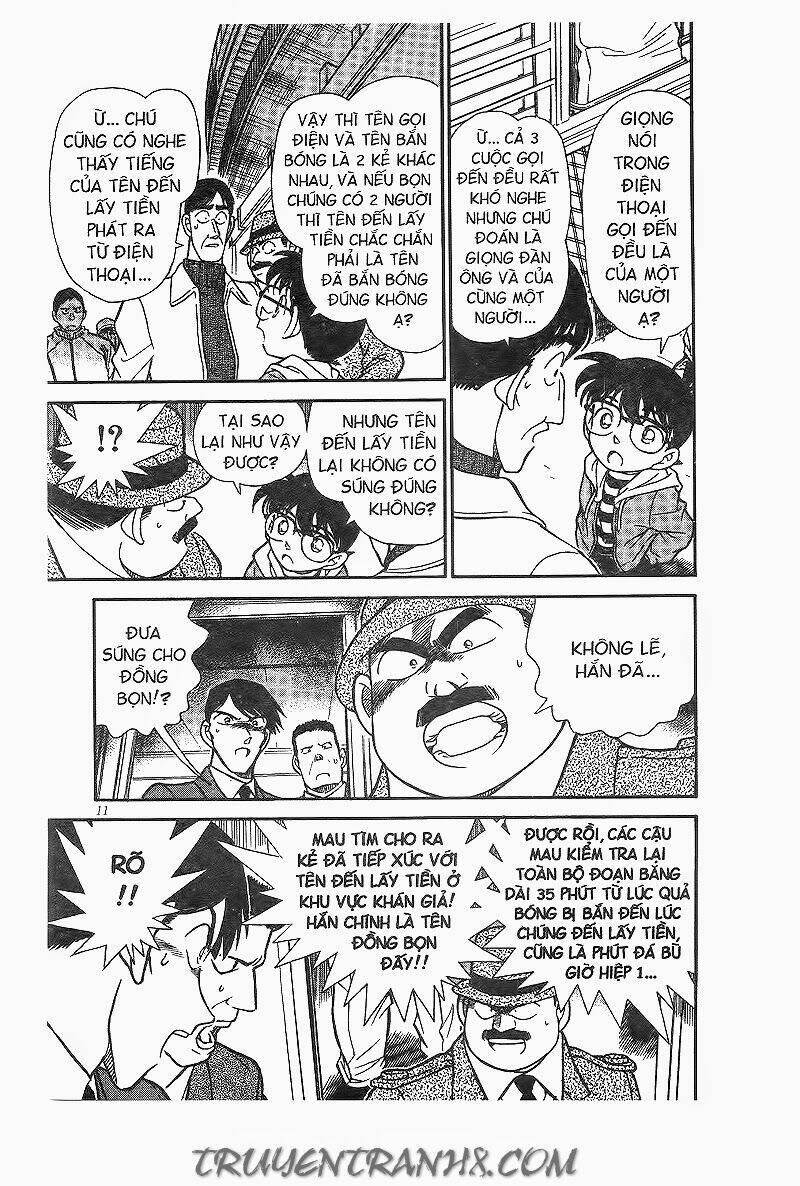 GIỌNG
NÓI
TRONG
ĐIỆN
THOẠI
GỌI ĐẾN
ĐỀU LÀ
CỦA MỘT
NGƯỜI
Ạ?
Ừ... CẢ 3
CUỘC GỌI
ĐẾN ĐỀU RẤT
KHÓ NGHE
NHƯNG CHÚ
ĐOÁN LÀ
GIỌNG ĐÀN
ÔNG VÀ CỦA
CÙNG MỘT
NGƯỜI...
VẬY THÌ TÊN GỌI
ĐIỆN VÀ TÊN BẮN
BÓNG LÀ 2 KẺ KHÁC
NHAU, VÀ NẾU BỌN
CHÚNG CÓ 2 NGƯỜI
THÌ TÊN ĐẾN LẤY
TIỀN CHẮC CHẮN
PHẢI LÀ TÊN
ĐÃ BẮN BÓNG
ĐÚNG KHÔNG
Ạ?
Ừ... CHÚ
CŨNG CÓ NGHE
THẤY TIẾNG
CỦA TÊN ĐẾN
LẤY TIỀN
PHÁT RA
TỪ ĐIỆN
THOẠI...
NHƯNG TÊN
ĐẾN LẤY TIỀN
LẠI KHÔNG CÓ
SÚNG ĐÚNG
KHÔNG?
TẠI SAO
LẠI NHƯ VẬY
ĐƯỢC?
!?
KHÔNG LẼ,
HẮN ĐÃ...
ĐƯA
SÚNG CHO
ĐỒNG
BỌN!?
11
ĐƯỢC RỒI, CÁC CẬU
MAU KIỂM TRA LẠI
TOÀN BỘ ĐOẠN BĂNG
DÀI 35 PHÚT TỪ LÚC QUẢ
BÓNG BỊ BẮN ĐẾN LÚC
CHÚNG ĐẾN LẤY TIỀN,
CŨNG LÀ PHÚT ĐÁ BÙ
GIỜ HIỆP 1...
MAU TÌM CHO RA
KẺ ĐÃ TIẾP XÚC VỚI
TÊN ĐẾN LẤY TIỀN Ở
KHU VỰC KHÁN GIẢ!
HẮN CHÍNH LÀ TÊN
ĐỒNG BỌN
ĐẤY!!
RÕ
!!
TRUYENTRANH8.COM